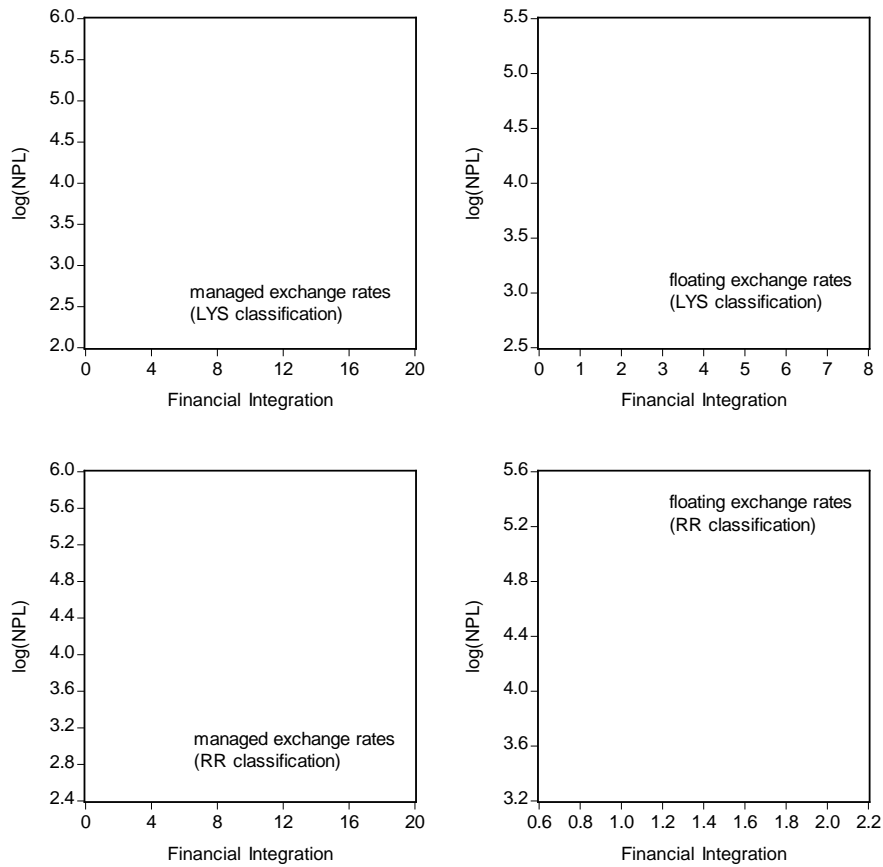 6.0
5.5
5.0
4.5
4.0
3.5
3.0
2.5
2.0
log(NPL)
managed exchange rates
(LYS classification)
0 4 8 12 16 20
Financial Integration
5.5
5.0
4.5
4.0
3.5
3.0
2.5
log(NPL)
floating exchange rates
(LYS classification)
0 1 2 3 4 5 6 7 8
Financial Integration
6.0
5.6
5.2
4.8
4.4
4.0
3.6
3.2
2.8
2.4
log(NPL)
managed exchange rates
(RR classification)
0 4 8 12 16 20
Financial Integration
5.6
5.2
4.8
4.4
4.0
3.6
3.2
log(NPL)
floating exchange rates
(RR classification)
0.6 0.8 1.0 1.2 1.4 1.6 1.8 2.0 2.2
Financial Integration